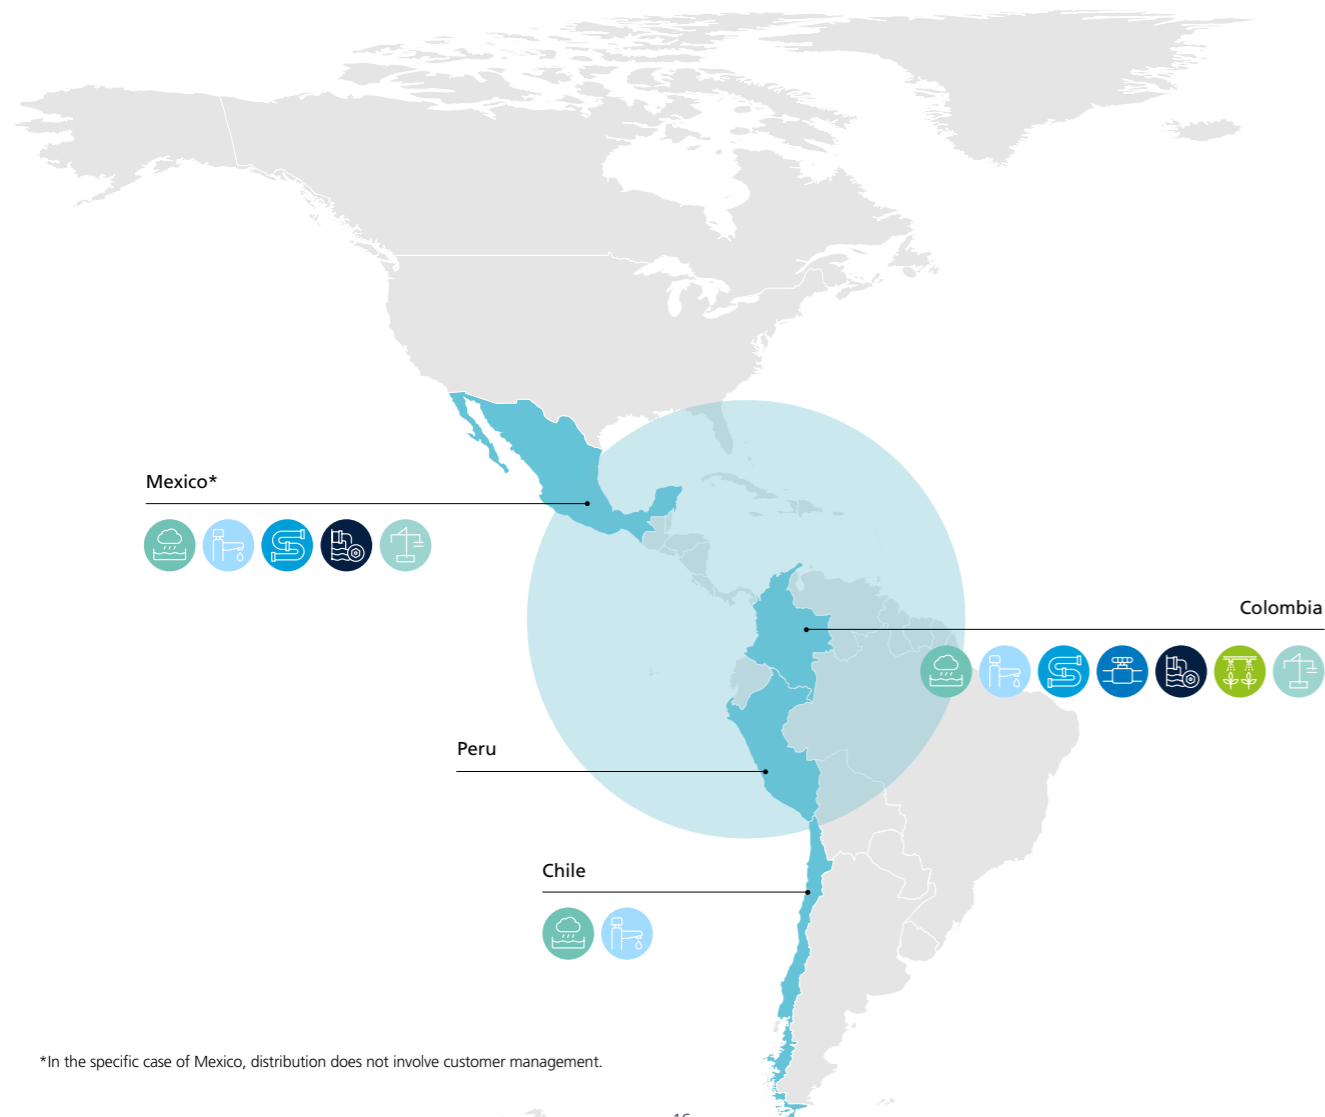 Mexico*
Colombia
Peru
Chile
*In the specific case of Mexico, distribution does not involve customer management.